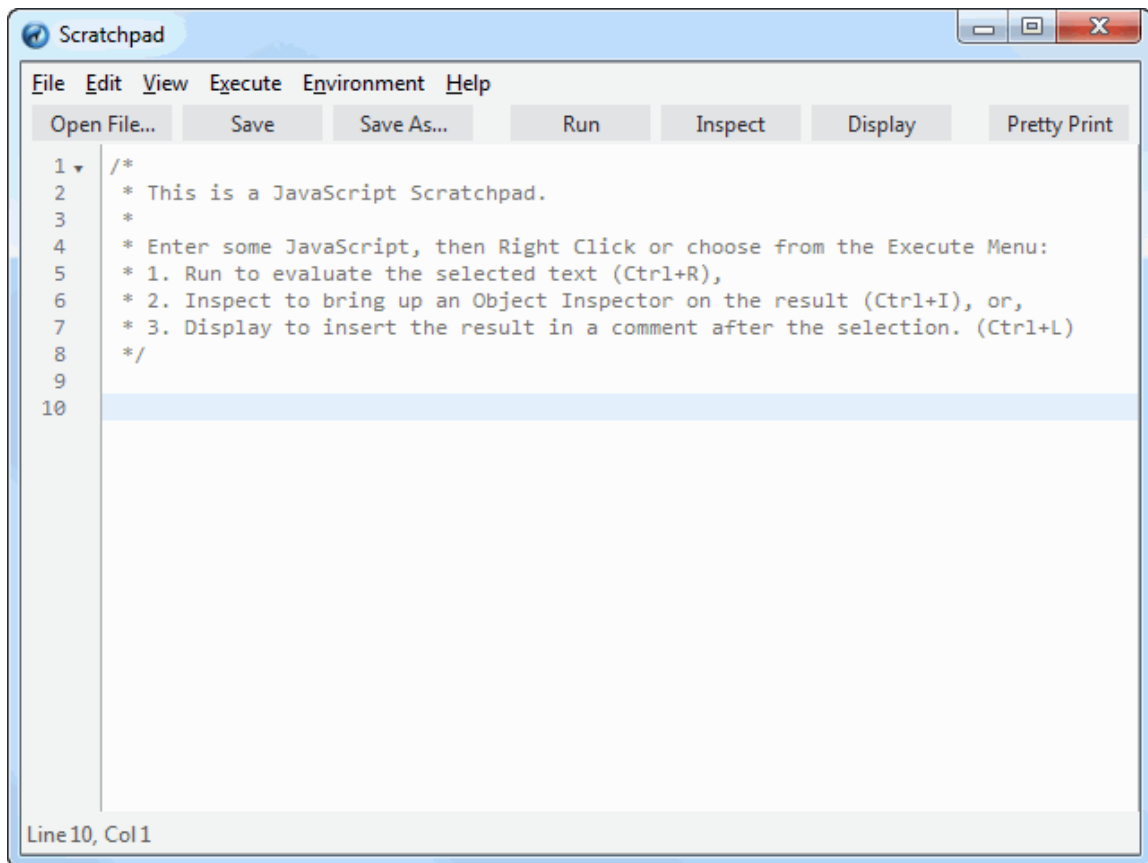 Scratchpad
File Edit View Execute Environment Help
Open File... Save Save As... Run Inspect Display Pretty Print
1 /*
2  * This is a JavaScript Scratchpad.
3  *
4  * Enter some JavaScript, then Right Click or choose from the Execute Menu:
5  * 1. Run to evaluate the selected text (Ctrl+R),
6  * 2. Inspect to bring up an Object Inspector on the result (Ctrl+I), or,
7  * 3. Display to insert the result in a comment after the selection. (Ctrl+L)
8  */
9
10
Line 10, Col 1